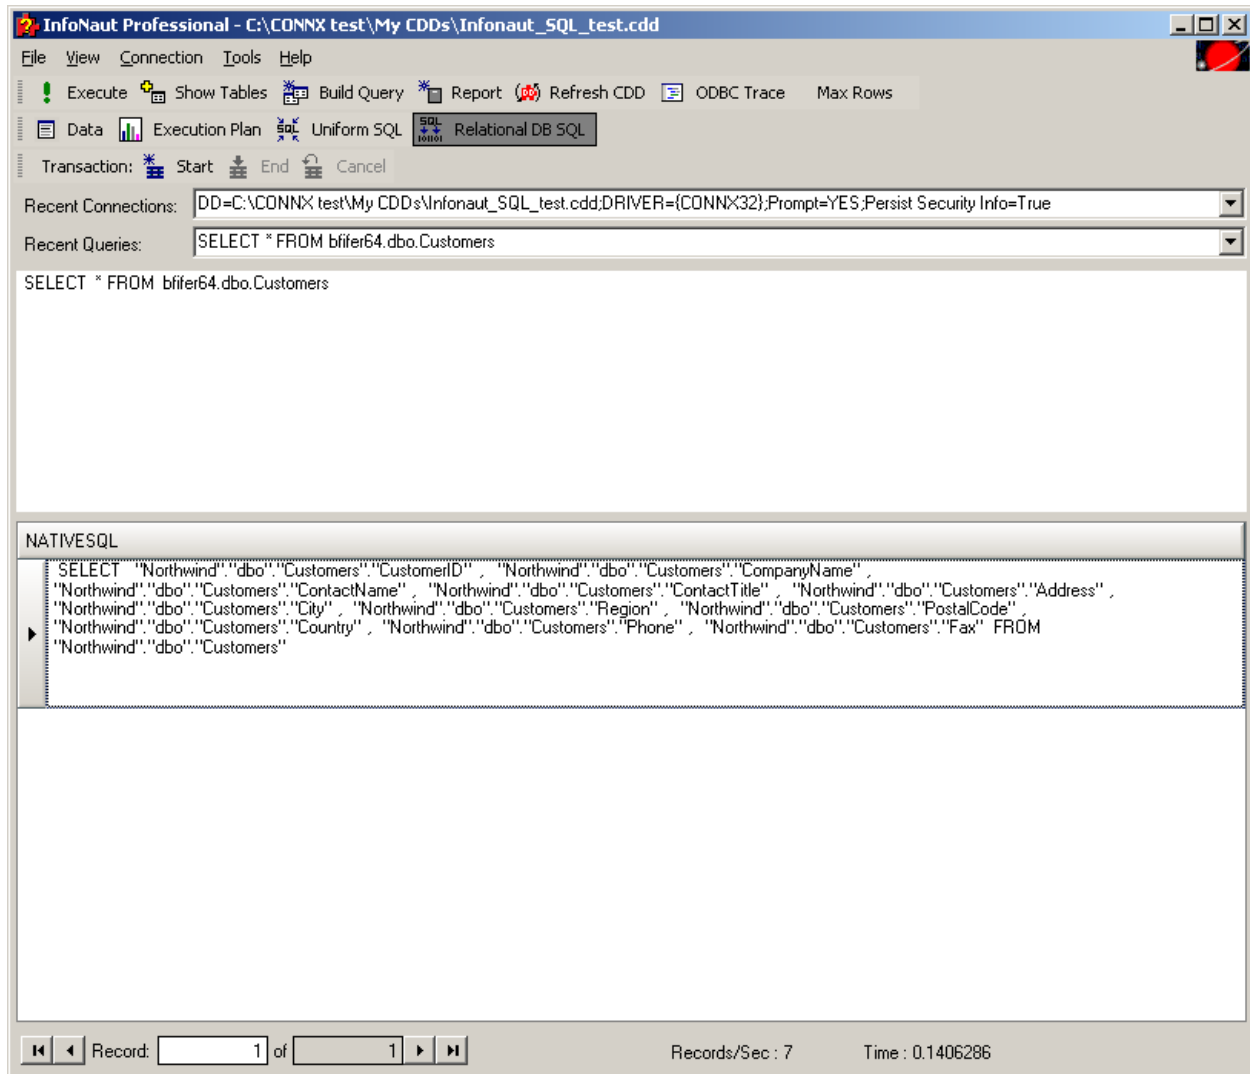 InfoNaut Professional - C:\CONNX test\My CDDs\Infonaut_SQL_test.cdd
File View Connection Tools Help
Execute Show Tables Build Query Report Refresh CDD ODBC Trace Max Rows
Data Execution Plan Uniform SQL Relational DB SQL
Transaction: Start End Cancel
Recent Connections: DD=C:\CONNX test\My CDDs\Infonaut_SQL_test.cdd;DRIVER={CONNX32};Prompt=YES;Persist Security Info=True
Recent Queries: SELECT * FROM bfifer64.dbo.Customers
SELECT * FROM bfifer64.dbo.Customers
NATIVESQL
SELECT "Northwind"."dbo"."Customers"."CustomerID" , "Northwind"."dbo"."Customers"."CompanyName" ,
"Northwind"."dbo"."Customers"."ContactName" , "Northwind"."dbo"."Customers"."ContactTitle" , "Northwind"."dbo"."Customers"."Address" ,
"Northwind"."dbo"."Customers"."City" , "Northwind"."dbo"."Customers"."Region" , "Northwind"."dbo"."Customers"."PostalCode" ,
"Northwind"."dbo"."Customers"."Country" , "Northwind"."dbo"."Customers"."Phone" , "Northwind"."dbo"."Customers"."Fax" FROM
"Northwind"."dbo"."Customers"
Record: 1 of 1 Records/Sec : 7 Time : 0.1406286